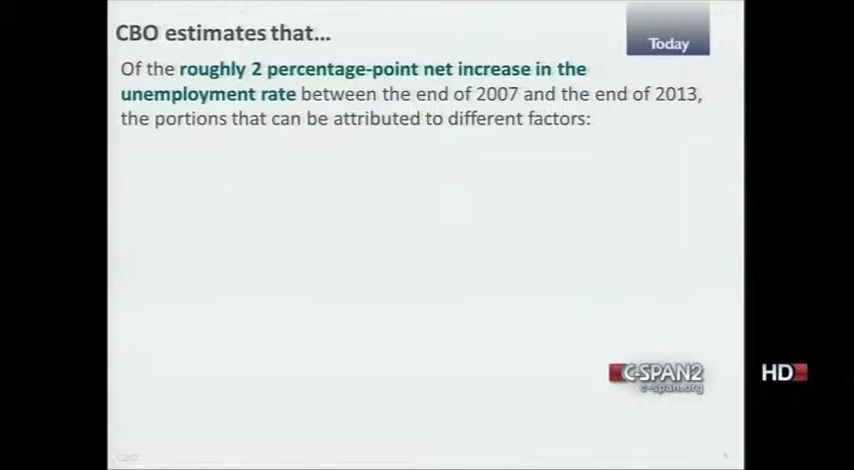 CBO estimates that...
Today
Of the roughly 2 percentage-point net increase in the
unemployment rate between the end of 2007 and the end of 2013,
the portions that can be attributed to different factors:
C-SPAN2
c-span.org
HD
CBO